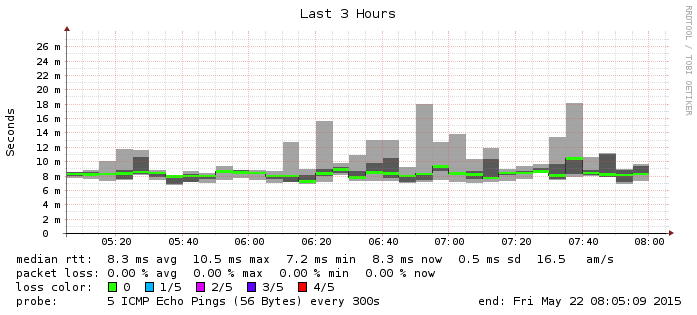 Last 3 Hours
RRDTOOL / TOBI OETIKER
Seconds
26 m
24 m
22 m
20 m
18 m
16 m
14 m
12 m
10 m
8 m
6 m
4 m
2 m
0
05:20 05:40 06:00 06:20 06:40 07:00 07:20 07:40 08:00
median rtt: 8.3 ms avg 10.5 ms max 7.2 ms min 8.3 ms now 0.5 ms sd 16.5 am/s
packet loss: 0.00 % avg 0.00 % max 0.00 % min 0.00 % now
loss color: 0 1/5 2/5 3/5 4/5
probe: 5 ICMP Echo Pings (56 Bytes) every 300s end: Fri May 22 08:05:09 2015